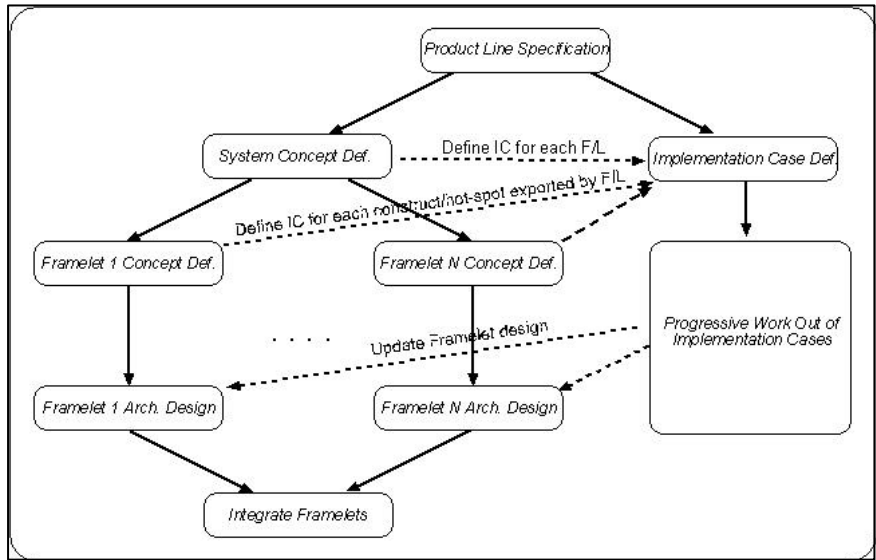 Product Line Specification
System Concept Def.
Define IC for each F/L
Implementation Case Def.
Define IC for each construct/hot-spot exported by F/L
Framelet 1 Concept Def.
Framelet N Concept Def.
Progressive Work Out of
Implementation Cases
. . . .
Update Framelet design
Framelet 1 Arch. Design
Framelet N Arch. Design
Integrate Framelets